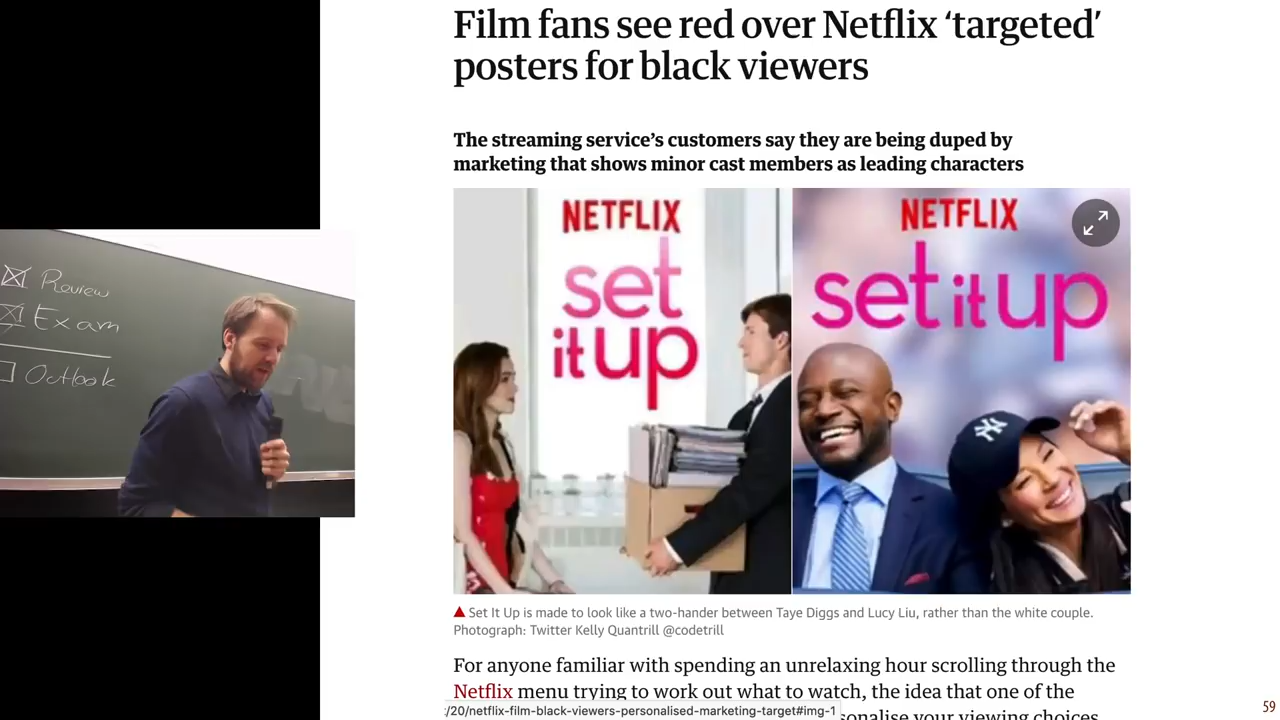 Film fans see red over Netflix ‘targeted’
posters for black viewers
The streaming service’s customers say they are being duped by
marketing that shows minor cast members as leading characters
NETFLIX
set
it up
NETFLIX
set it up
NY
Review
Exam
Outlook
Set It Up is made to look like a two-hander between Taye Diggs and Lucy Liu, rather than the white couple.
Photograph: Twitter Kelly Quantrill @codetrill
For anyone familiar with spending an unrelaxing hour scrolling through the
Netflix menu trying to work out what to watch, the idea that one of the
/20/netflix-film-black-viewers-personalised-marketing-target#img-1
sonalise your viewing choices
59